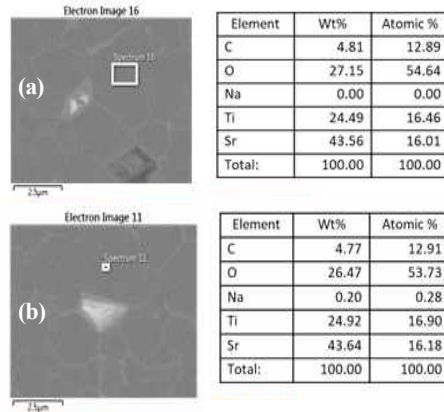 Electron Image 16
(a)
2.5μm
Element Wt% Atomic %
C 4.81 12.89
O 27.15 54.64
Na 0.00 0.00
Ti 24.49 16.46
Sr 43.56 16.01
Total: 100.00 100.00
Electron Image 11
Spectrum 12
(b)
2.5μm
Element Wt% Atomic %
C 4.77 12.91
O 26.47 53.73
Na 0.20 0.28
Ti 24.92 16.90
Sr 43.64 16.18
Total: 100.00 100.00